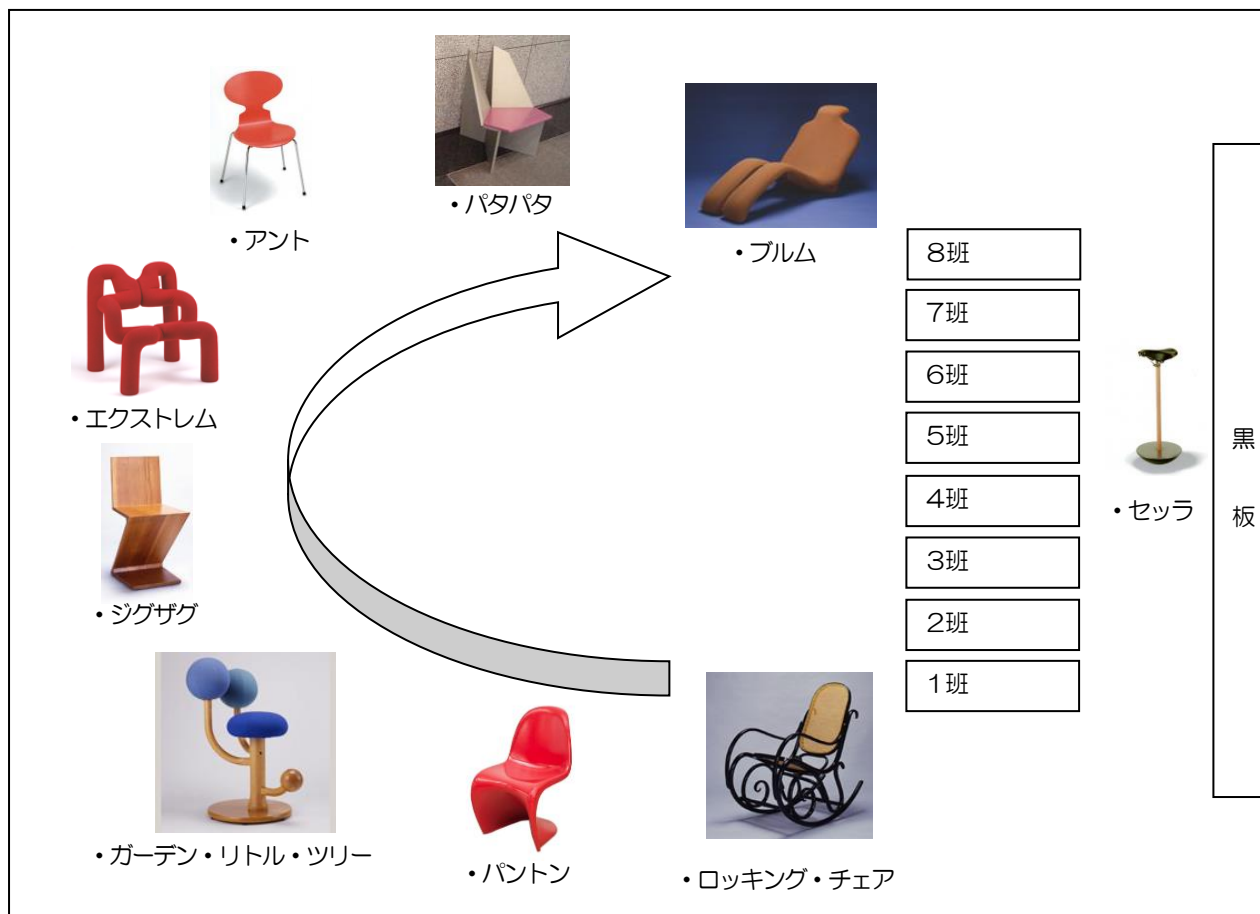 ・アント
・パタパタ
・ブルム
・エクストレム
・ジグザグ
・ガーデン・リトル・ツリー
・パントン
・ロッキング・チェア
8班
7班
6班
5班
4班
3班
2班
1班
・セッラ
黒板